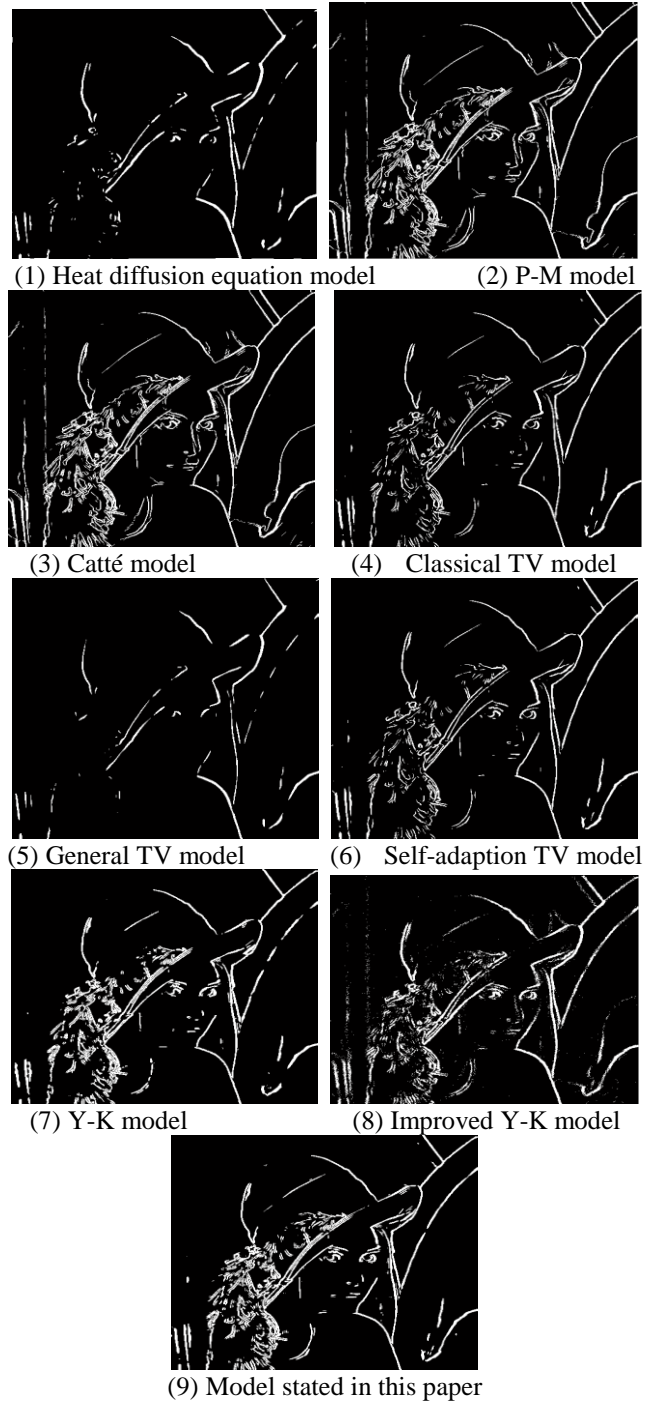 (1) Heat diffusion equation model (2) P-M model
(3) Catté model (4) Classical TV model
(5) General TV model (6) Self-adaption TV model
(7) Y-K model (8) Improved Y-K model
(9) Model stated in this paper